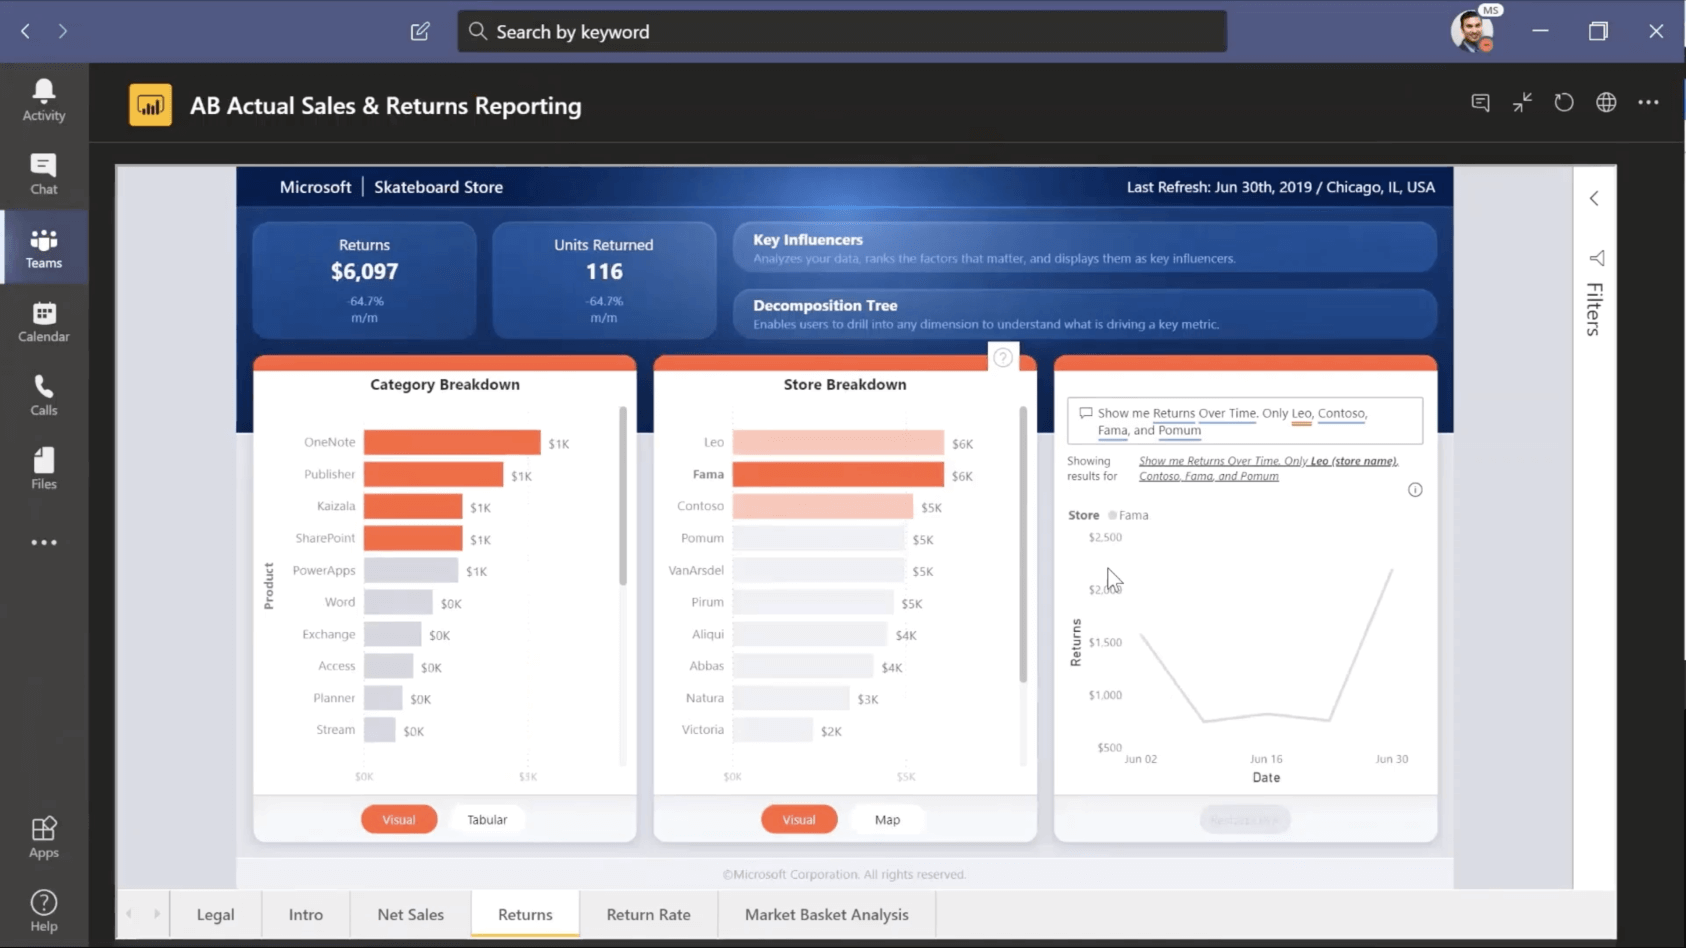 Search by keyword
MS
Activity
Chat
Teams
Calendar
Calls
Files
Apps
Help
AB Actual Sales & Returns Reporting
Microsoft | Skateboard Store
Last Refresh: Jun 30th, 2019 / Chicago, IL, USA
Returns
$6,097
-64.7%
m/m
Units Returned
116
-64.7%
m/m
Key Influencers
Analyzes your data, ranks the factors that matter, and displays them as key influencers.
Decomposition Tree
Enables users to drill into any dimension to understand what is driving a key metric.
Category Breakdown
Product
OneNote $1K
Publisher $1K
Kaizala $1K
SharePoint $1K
PowerApps $1K
Word $0K
Exchange $0K
Access $0K
Planner $0K
Stream $0K
$0K
Visual Tabular
Store Breakdown
Leo $6K
Fama $6K
Contoso $5K
Pomum $5K
VanArsdel $5K
Pirum $5K
Aliqui $4K
Abbas $4K
Natura $3K
Victoria $2K
$0K $5K
Visual Map
Show me Returns Over Time. Only Leo, Contoso,
Fama, and Pomum
Showing
results for
Show me Returns Over Time. Only Leo (store name),
Contoso, Fama, and Pomum
Store Fama
Returns
$2,500
$2,000
$1,500
$1,000
$500
Jun 02 Jun 16 Jun 30
Date
Filters
©Microsoft Corporation. All rights reserved.
Legal Intro Net Sales Returns Return Rate Market Basket Analysis